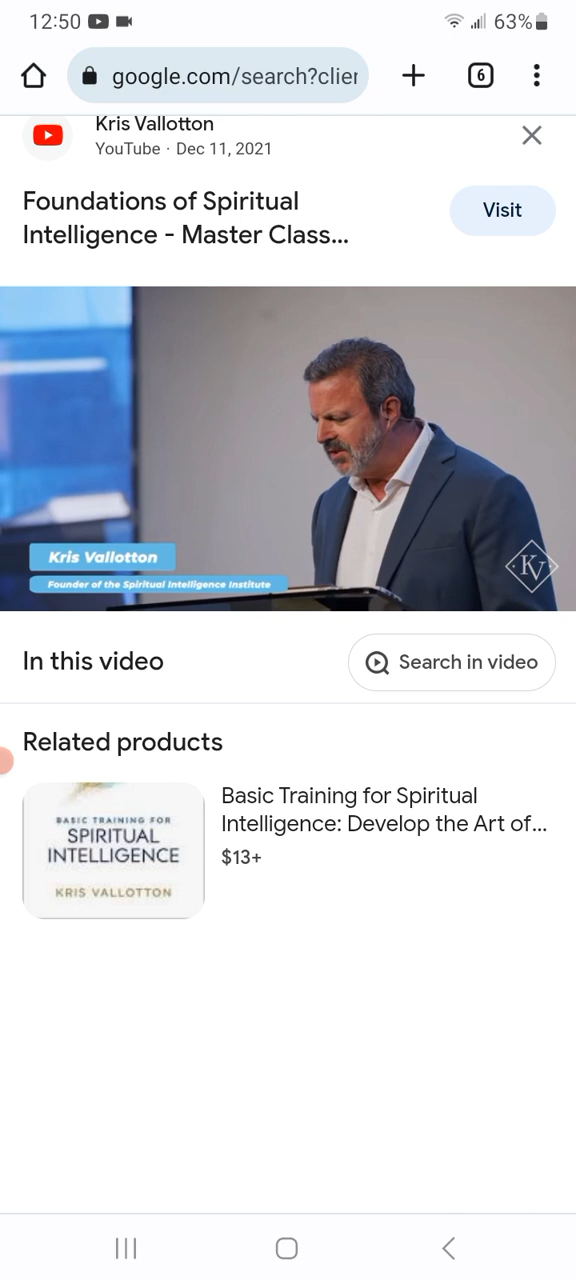 12:50 63%
google.com/search?clier
6
Kris Vallotton
YouTube · Dec 11, 2021
Foundations of Spiritual
Intelligence - Master Class...
Visit
Kris Vallotton
Founder of the Spiritual Intelligence Institute
KV
In this video
Search in video
Related products
BASIC TRAINING FOR
SPIRITUAL
INTELLIGENCE
KRIS VALLOTTON
Basic Training for Spiritual
Intelligence: Develop the Art of...
$13+